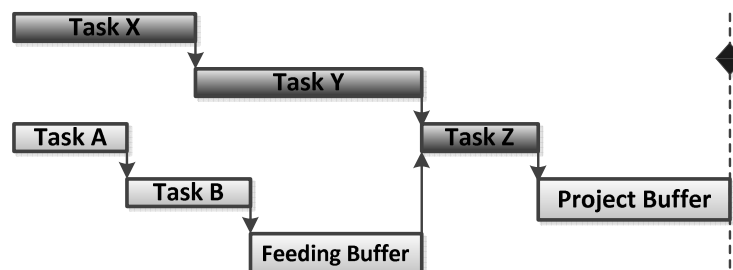 Task X
Task Y
Task A
Task Z
Task B
Project Buffer
Feeding Buffer